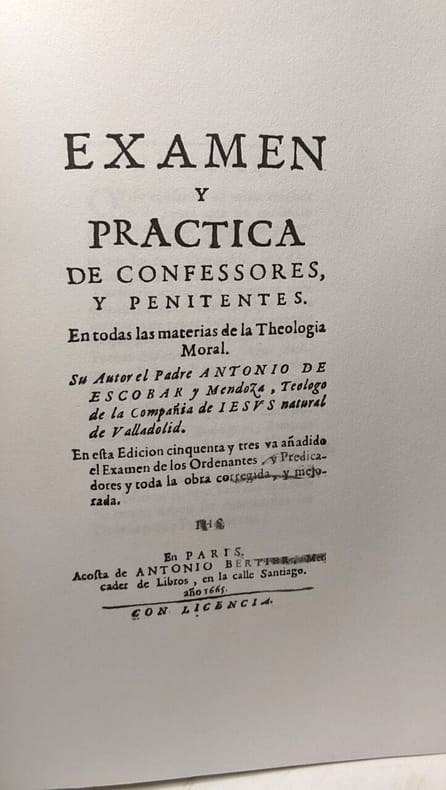 EXAMEN
Y
PRACTICA
DE CONFESSORES,
Y PENITENTES.
En todas las materias de la Theologia
Moral.
Su Autor el Padre ANTONIO DE
ESCOBAR y Mendoza, Teologo
de la Compañia de IESVS natural
de Valladolid.
En eſta Edicion cinquenta y tres va añadido
el Examen de los Ordenantes, y Predica-
dores y toda la obra corregida, y mejo-
rada.
IHS
En PARIS,
Acoſta de ANTONIO BERTIER, Mer
cader de Libros, en la calle Santiago.
año 1665.
CON LICENCIA.